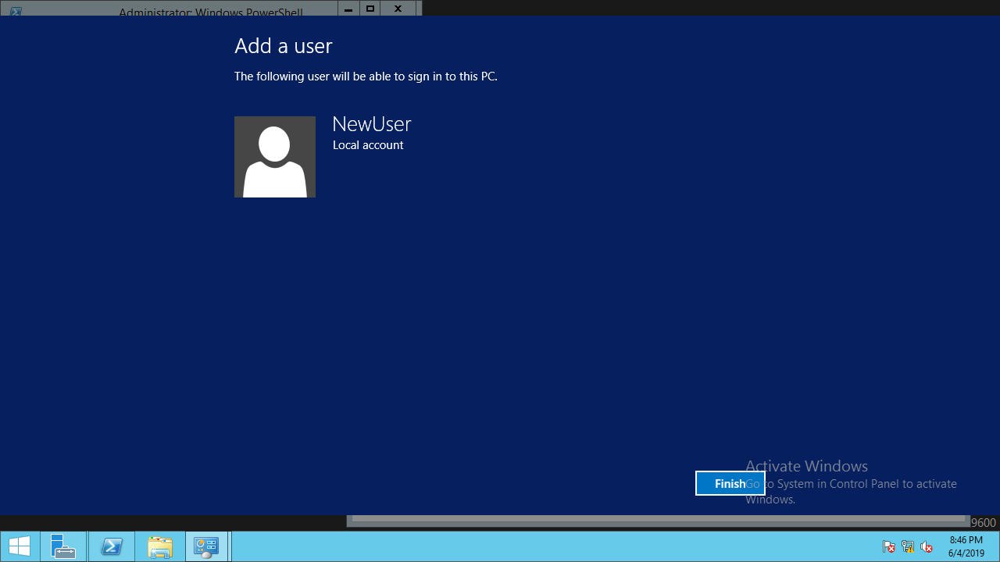 Administrator: Windows PowerShell
Add a user
The following user will be able to sign in to this PC.
NewUser
Local account
Activate Windows
Finish
Go to System in Control Panel to activate
Windows.
9600
8:46 PM
6/4/2019